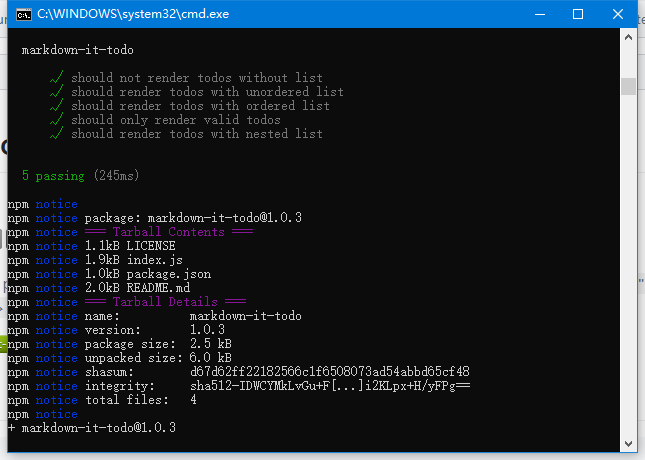 C:\WINDOWS\system32\cmd.exe
markdown-it-todo
√ should not render todos without list
√ should render todos with unordered list
√ should render todos with ordered list
√ should only render valid todos
√ should render todos with nested list
5 passing (245ms)
npm notice
npm notice package: markdown-it-todo@1.0.3
npm notice === Tarball Contents ===
npm notice 1.1kB LICENSE
npm notice 1.9kB index.js
npm notice 1.0kB package.json
npm notice 2.0kB README.md
npm notice === Tarball Details ===
npm notice name: markdown-it-todo
npm notice version: 1.0.3
npm notice package size: 2.5 kB
npm notice unpacked size: 6.0 kB
npm notice shasum: d67d62ff22182566c1f6508073ad54abbd65cf48
npm notice integrity: sha512-IDWCYMkLvGu+F[...]i2KLpx+H/yFPg==
npm notice total files: 4
npm notice
+ markdown-it-todo@1.0.3